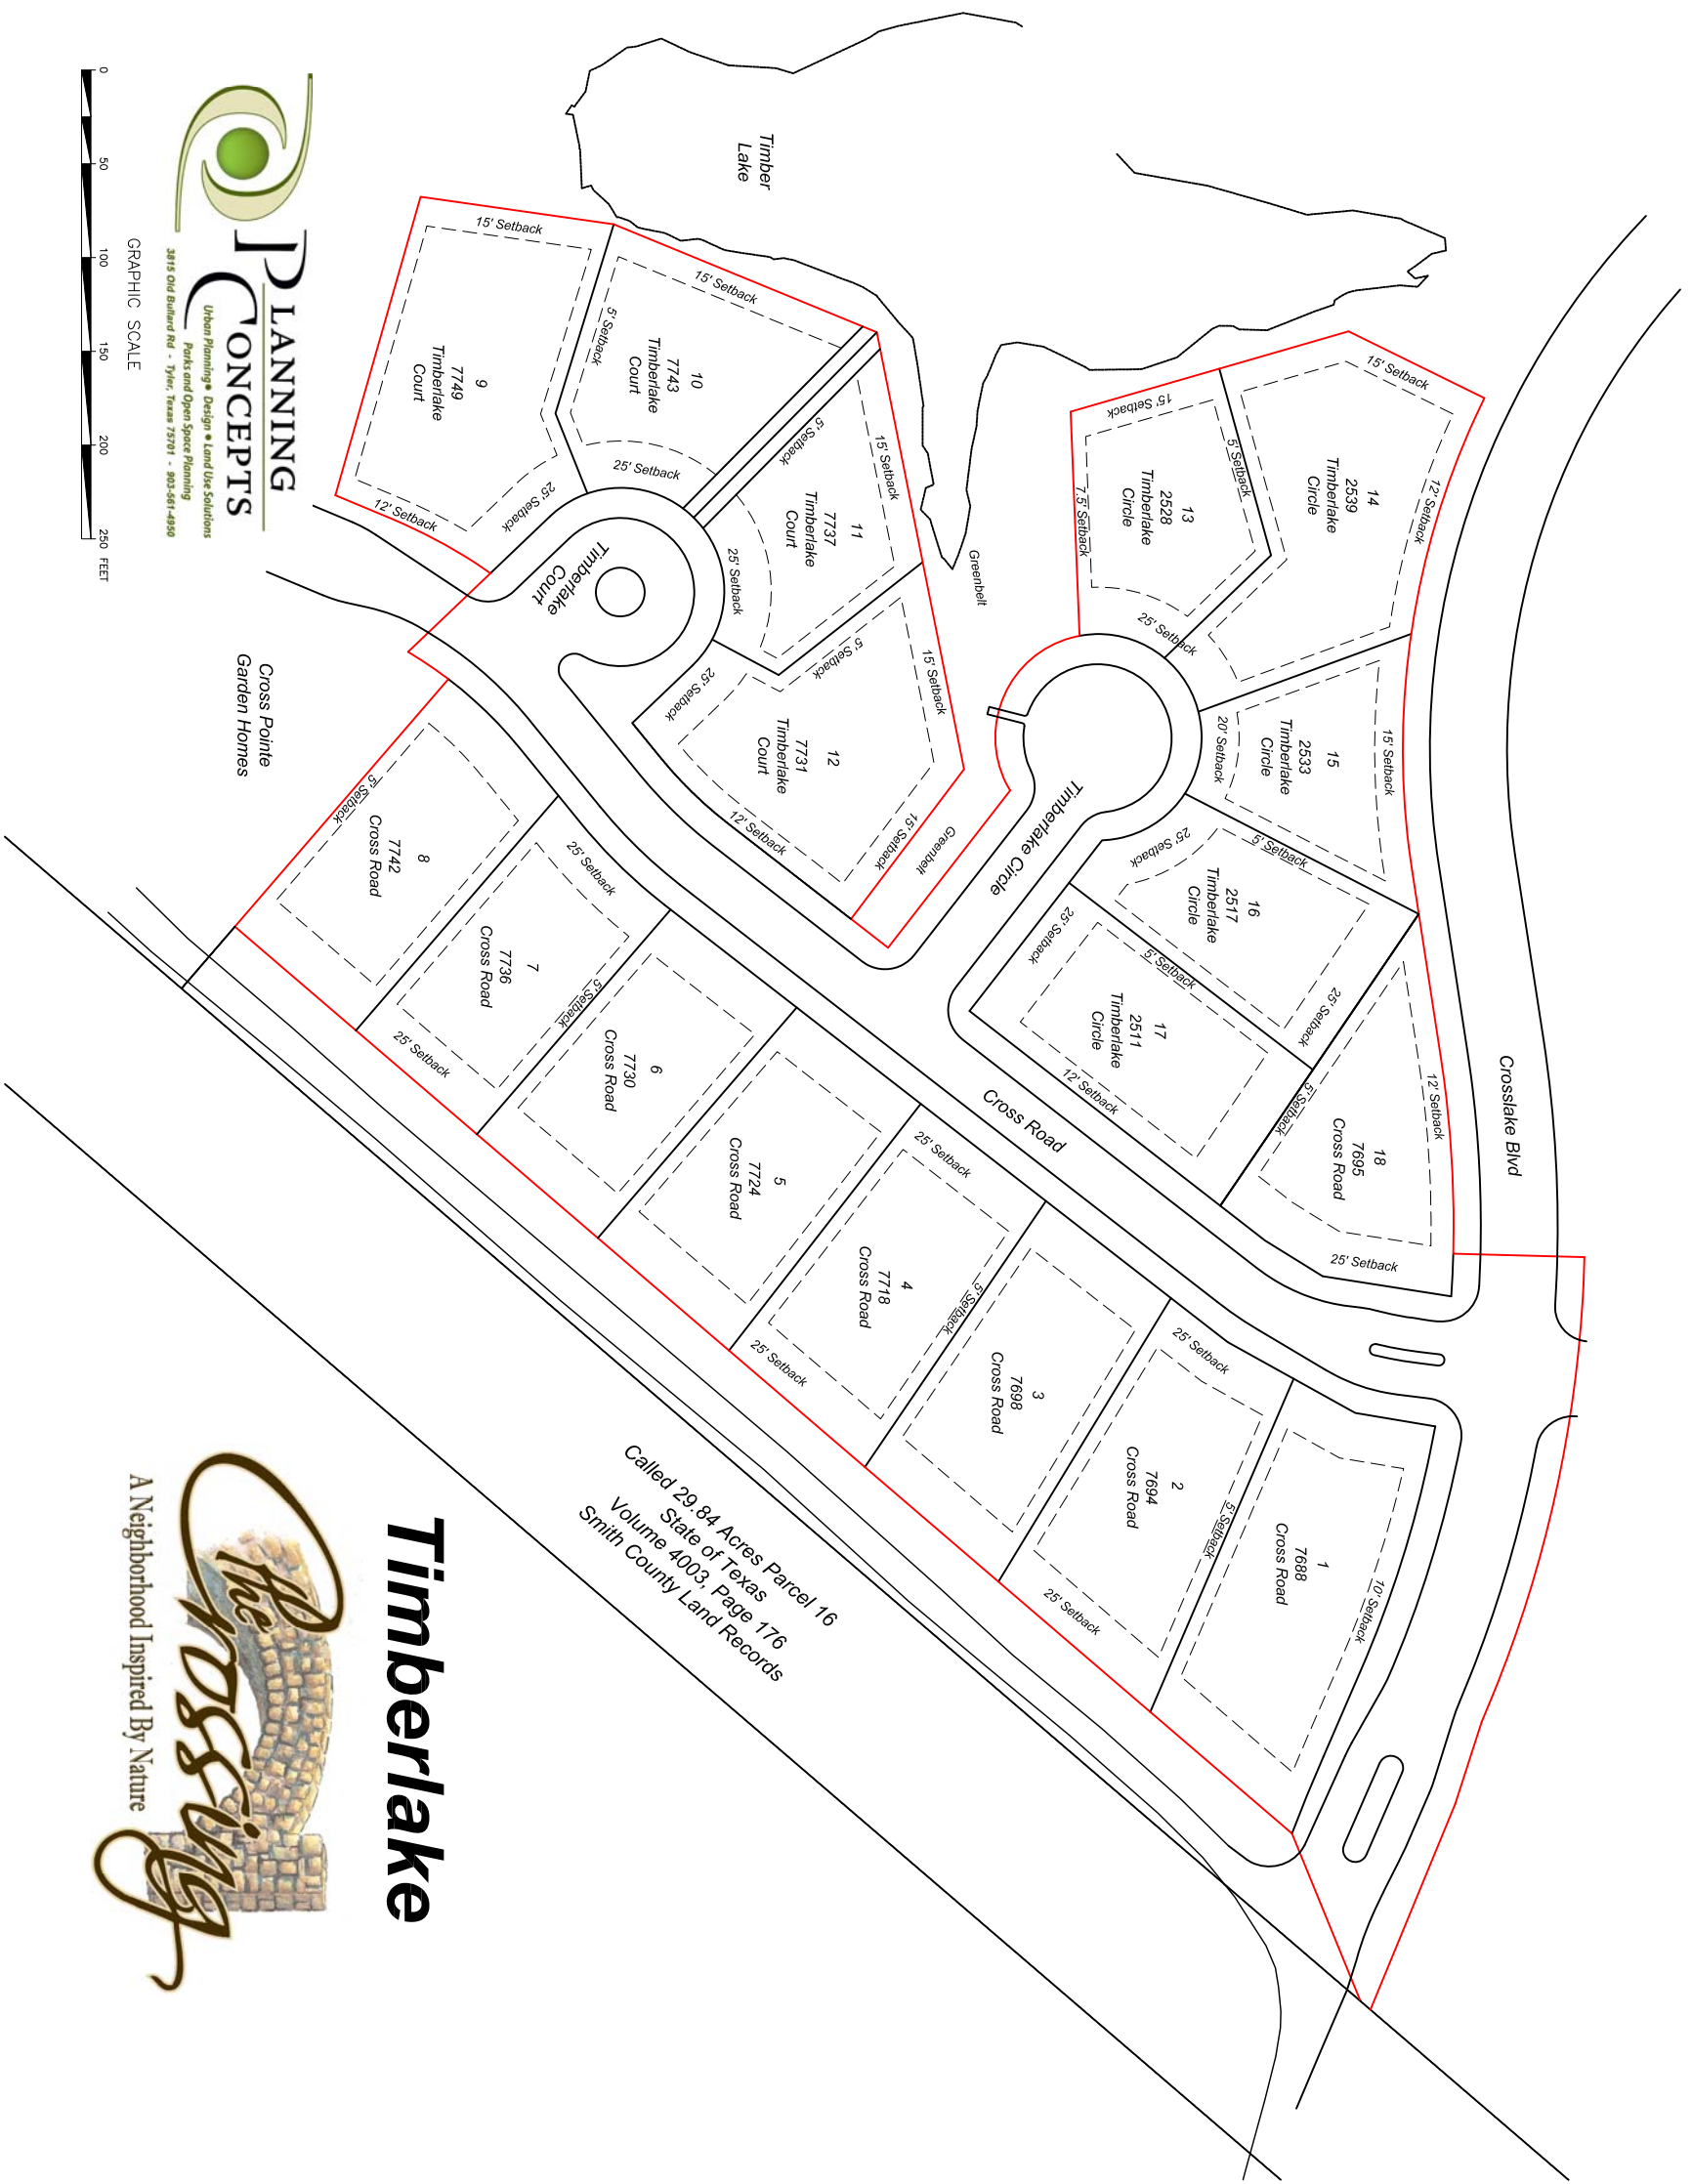 Timber
Lake
15' Setback
9
7749
Timberlake
Court
12' Setback
25' Setback
15' Setback
5' Setback
10
7743
Timberlake
Court
25' Setback
5' Setback
15' Setback
11
7737
Timberlake
Court
25' Setback
Timberlake
Court
5' Setback
15' Setback
25' Setback
12
7731
Timberlake
Court
12' Setback
15' Setback
Greenbelt
Greenbelt
15' Setback
7.5' Setback
13
2528
Timberlake
Circle
5' Setback
25' Setback
15' Setback
14
2539
Timberlake
Circle
12' Setback
15
2533
Timberlake
Circle
15' Setback
20' Setback
Timberlake Circle
25' Setback
5' Setback
16
2517
Timberlake
Circle
25' Setback
25' Setback
5' Setback
17
2511
Timberlake
Circle
12' Setback
5' Setback
12' Setback
18
7695
Cross Road
25' Setback
Crosslake Blvd
Cross Road
Cross Pointe
Garden Homes
5' Setback
8
7742
Cross Road
25' Setback
7
7736
Cross Road
5' Setback
25' Setback
6
7730
Cross Road
5
7724
Cross Road
25' Setback
4
7718
Cross Road
5' Setback
25' Setback
3
7698
Cross Road
25' Setback
2
7694
Cross Road
5' Setback
25' Setback
1
7688
Cross Road
10' Setback
Called 29.84 Acres Parcel 16
State of Texas
Volume 4003, Page 176
Smith County Land Records
Timberlake
The Crossing
A Neighborhood Inspired By Nature
PLANNING
CONCEPTS
Urban Planning • Design • Land Use Solutions
Parks and Open Space Planning
3815 Old Bullard Rd - Tyler, Texas 75701 - 903-561-4950
GRAPHIC SCALE
0 50 100 150 200 250 FEET